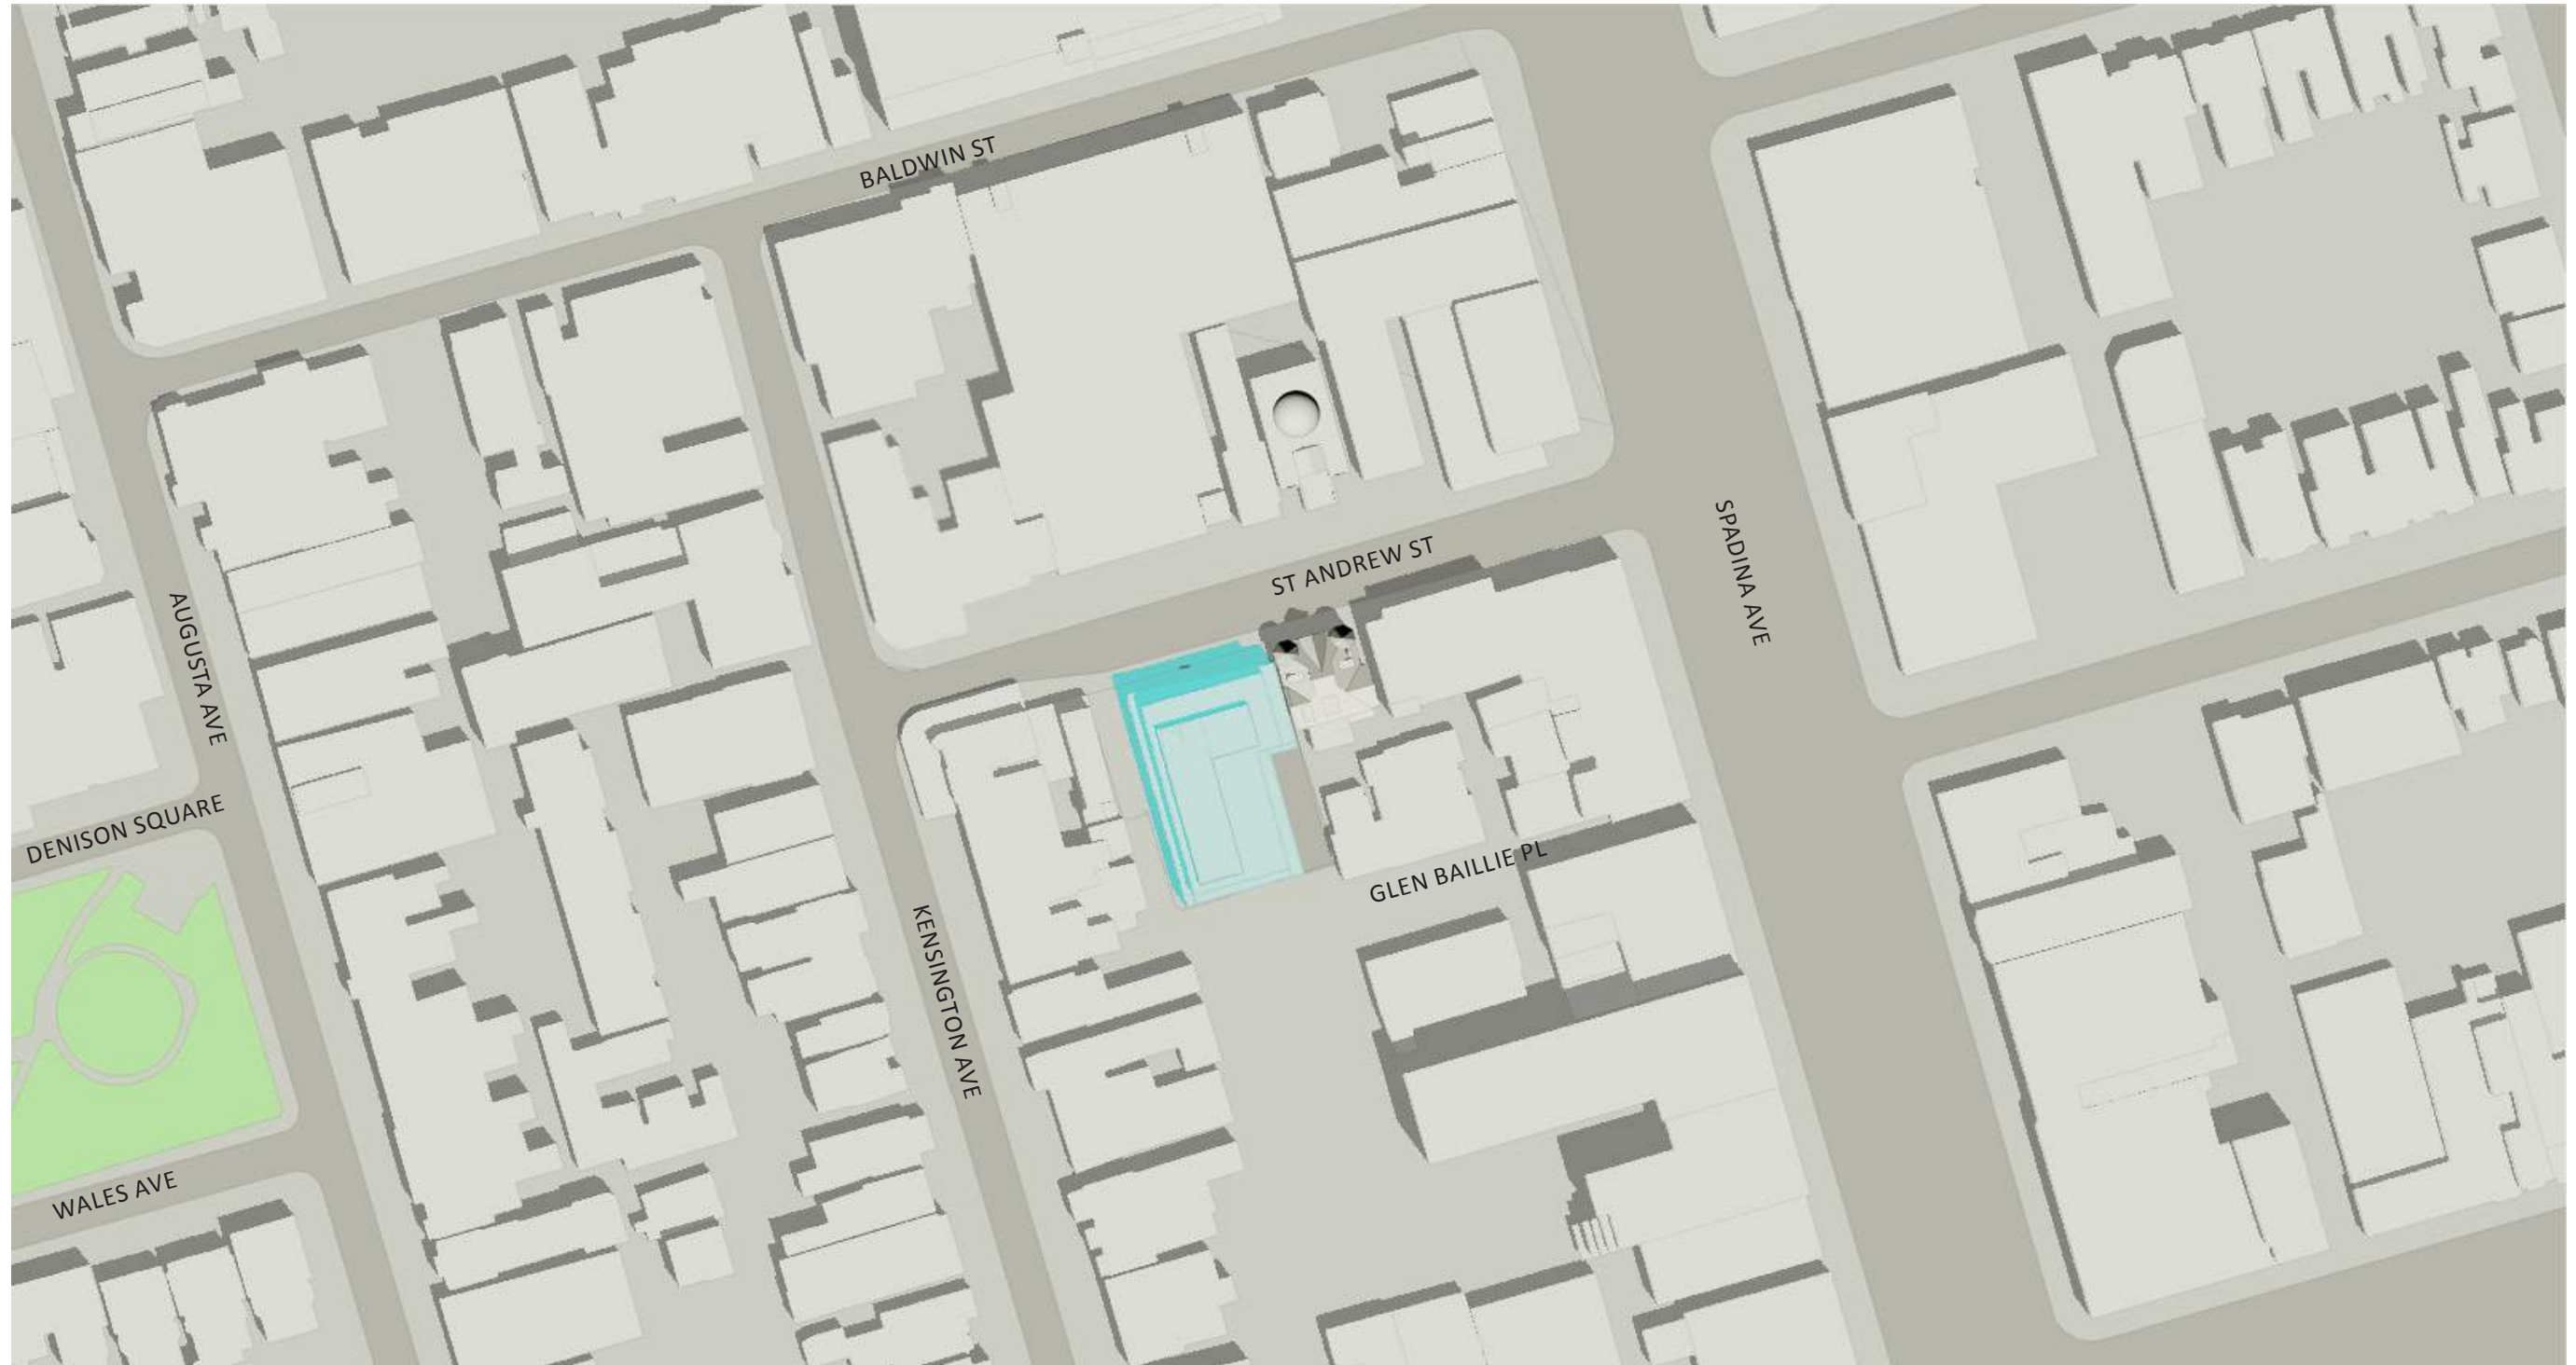 BALDWIN ST
SPADINA AVE
ST ANDREW ST
AUGUSTA AVE
DENISON SQUARE
GLEN BAILLIE PL
KENSINGTON AVE
WALES AVE